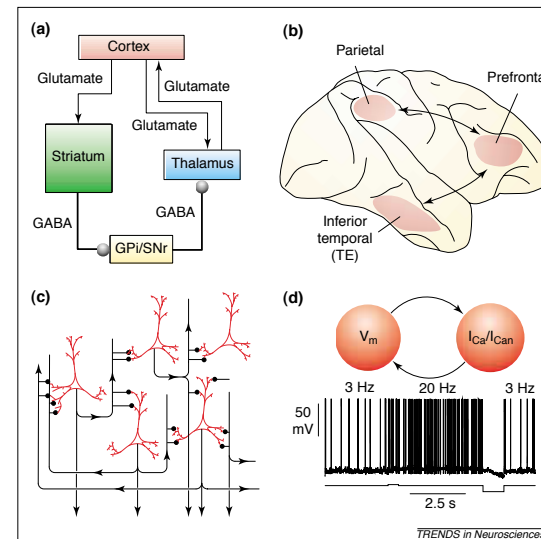 (a)
Cortex
Glutamate
Glutamate
Glutamate
Striatum
Thalamus
GABA
GABA
GPi/SNr
(b)
Parietal
Prefronta
Inferior
temporal
(TE)
(c)
(d)
Vm
ICa/ICan
3 Hz
20 Hz
3 Hz
50
mV
2.5 s
TRENDS in Neurosciences